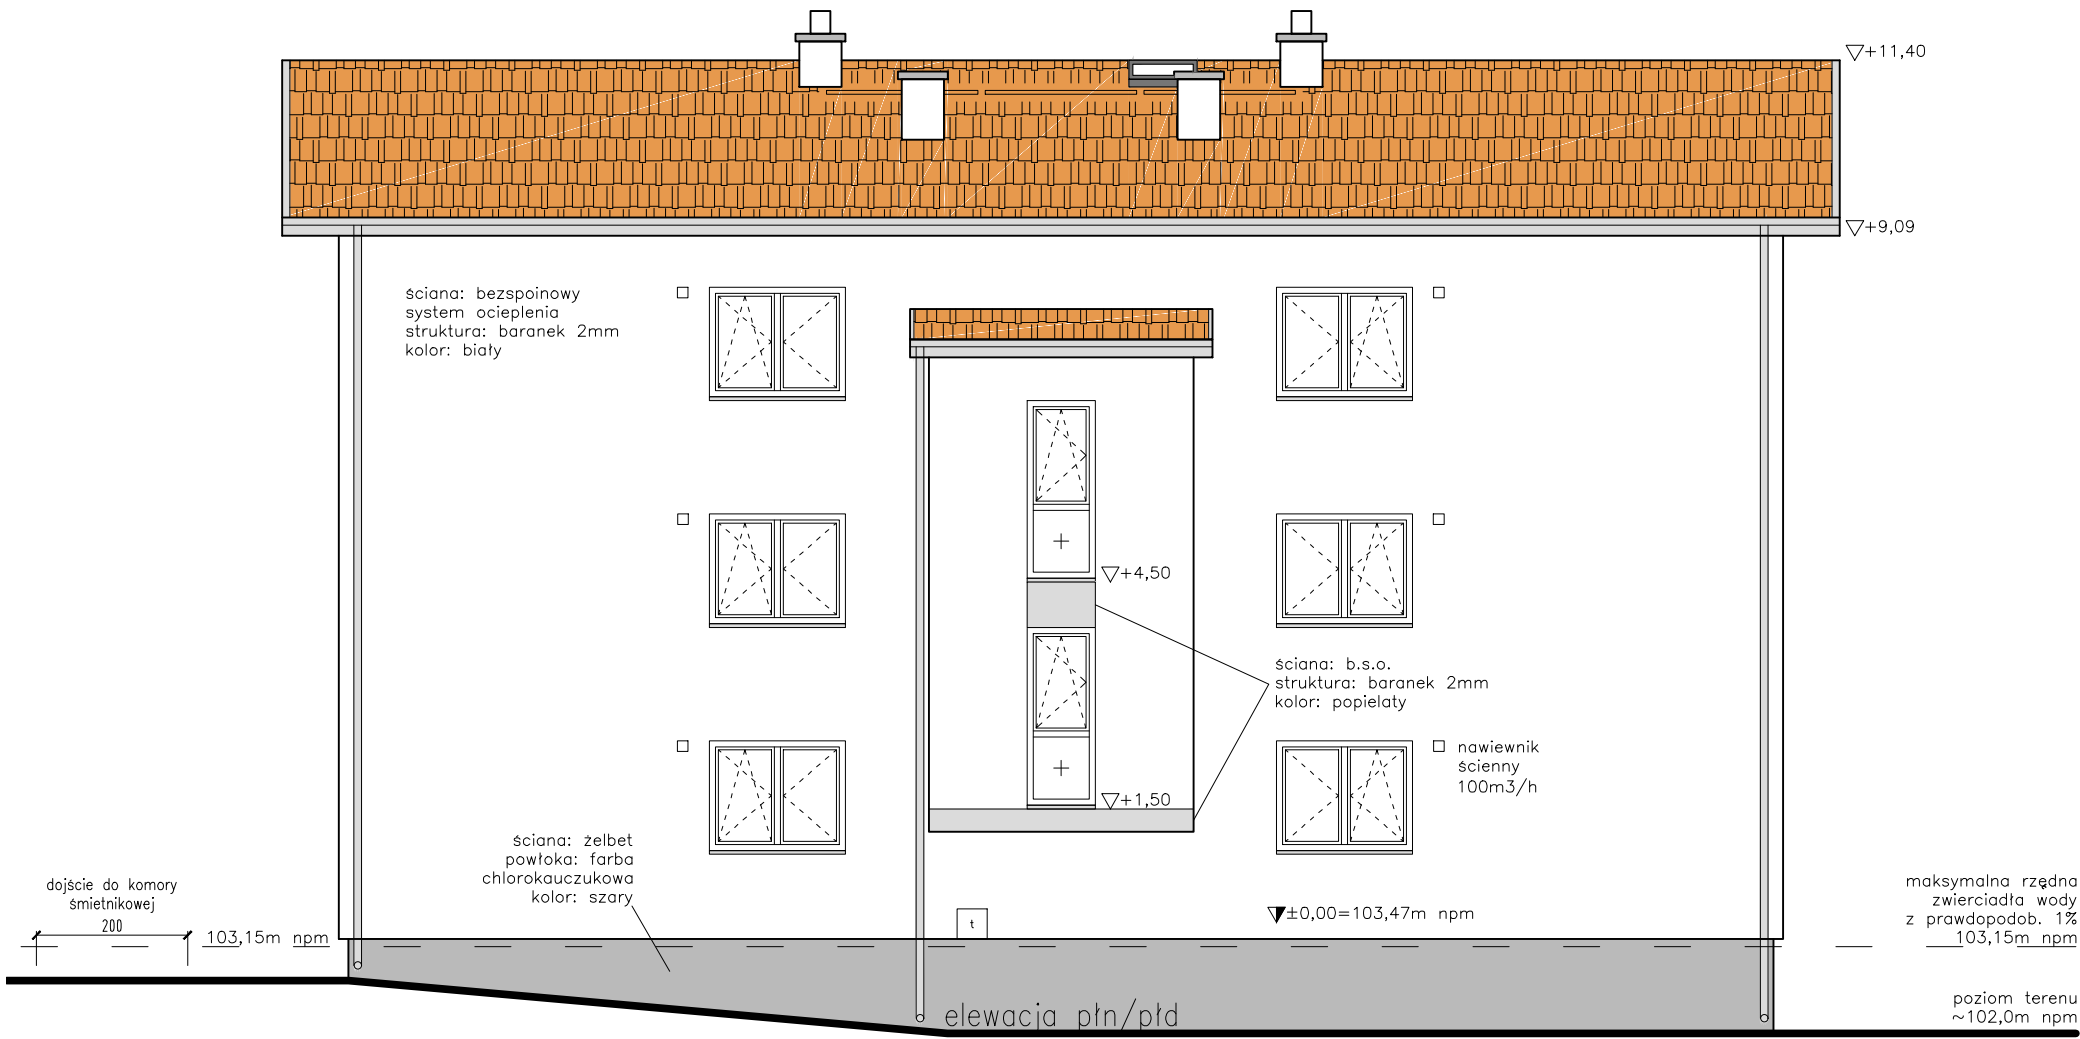 +11,40
+9,09
ściana: bezspoinowy
system ocieplenia
struktura: baranek 2mm
kolor: biały
+4,50
ściana: b.s.o.
struktura: baranek 2mm
kolor: popielaty
nawiewnik
ścienny
100m3/h
+1,50
ściana: żelbet
powłoka: farba
chlorokauczukowa
kolor: szary
dojście do komory
śmietnikowej
200
103,15m npm
t
±0,00=103,47m npm
maksymalna rzędna
zwierciadła wody
z prawdopodob. 1%
103,15m npm
elewacja płn/płd
poziom terenu
~102,0m npm